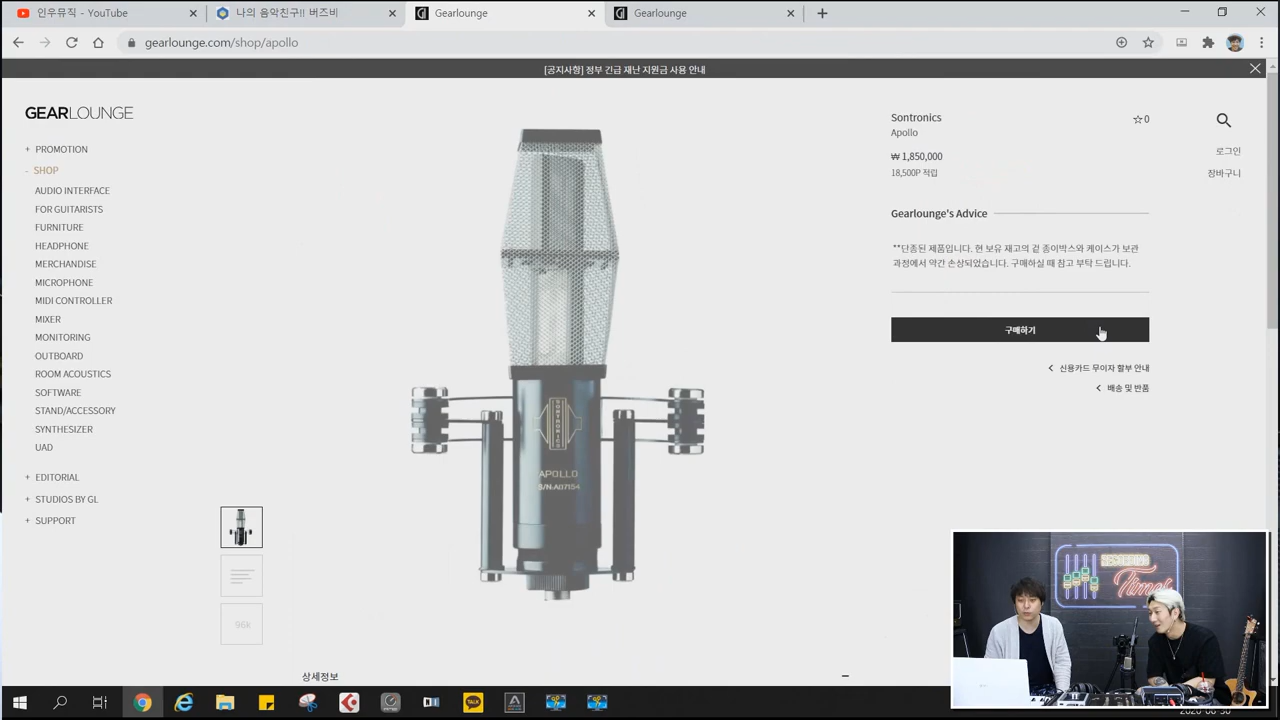 인우뮤직 - YouTube
나의 음악친구!! 버즈비
Gearlounge
Gearlounge
gearlounge.com/shop/apollo
[공지사항] 정부 긴급 재난 지원금 사용 안내
GEARLOUNGE
+ PROMOTION
- SHOP
AUDIO INTERFACE
FOR GUITARISTS
FURNITURE
HEADPHONE
MERCHANDISE
MICROPHONE
MIDI CONTROLLER
MIXER
MONITORING
OUTBOARD
ROOM ACOUSTICS
SOFTWARE
STAND/ACCESSORY
SYNTHESIZER
UAD
+ EDITORIAL
+ STUDIOS BY GL
+ SUPPORT
SONTRONICS
APOLLO
S/N-A07154
96k
Sontronics
☆0
Apollo
₩ 1,850,000
18,500P 적립
로그인
장바구니
Gearlounge's Advice
**단종된 제품입니다. 현 보유 재고의 겉 종이박스와 케이스가 보관
과정에서 약간 손상되었습니다. 구매하실 때 참고 부탁 드립니다.
구매하기
신용카드 무이자 할부 안내
배송 및 반품
상세정보
Times
TALK